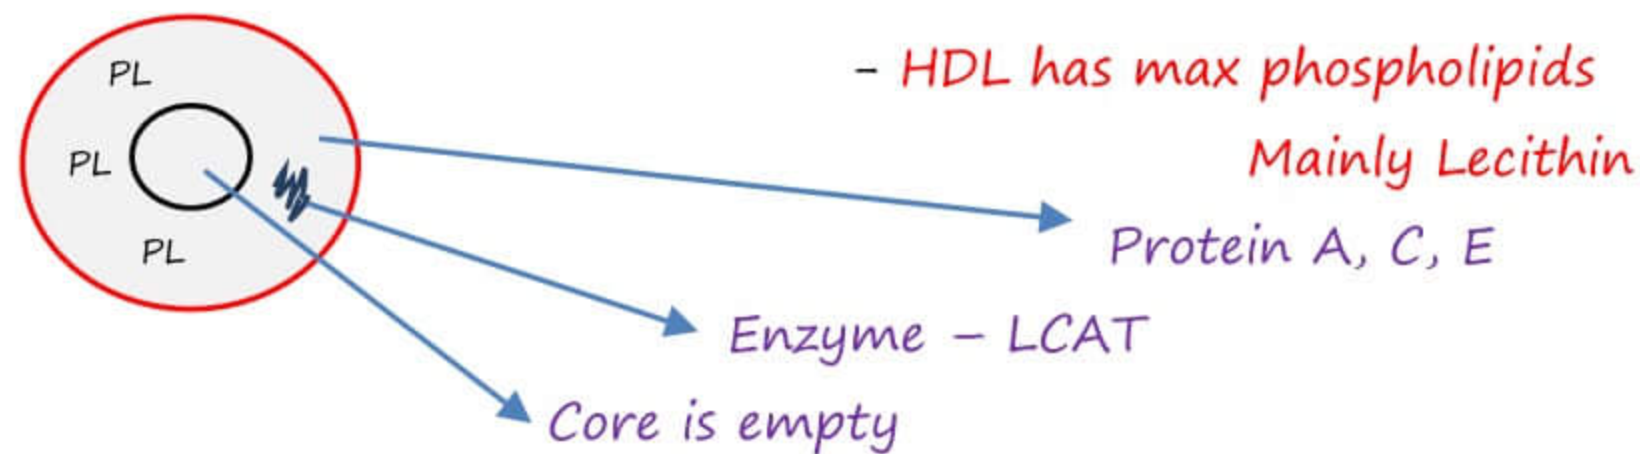 PL
PL
PL
- HDL has max phospholipids
Mainly Lecithin
Protein A, C, E
Enzyme – LCAT
Core is empty